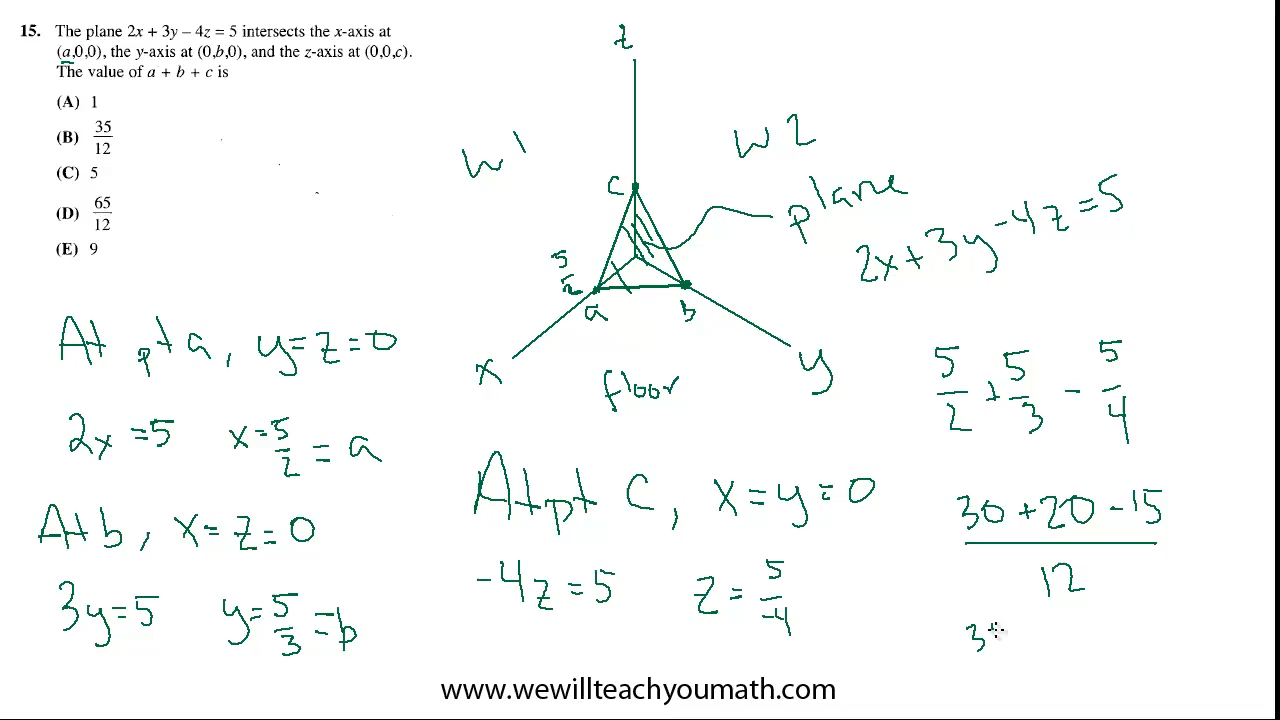 15. The plane 2x + 3y – 4z = 5 intersects the x-axis at
(a,0,0), the y-axis at (0,b,0), and the z-axis at (0,0,c).
The value of a + b + c is
(A) 1
(B) 35/12
(C) 5
(D) 65/12
(E) 9
z
W1
W2
c
plane
2x+3y-4z=5
5/2
a
b
x
floor
y
At pt a, y=z=0
2x=5 x=5/2=a
At b, x=z=0
3y=5 y=5/3=b
At pt C, x=y=0
-4z=5 z=5/-4
5/2+5/3-5/4
30+20-15
12
www.wewillteachyoumath.com